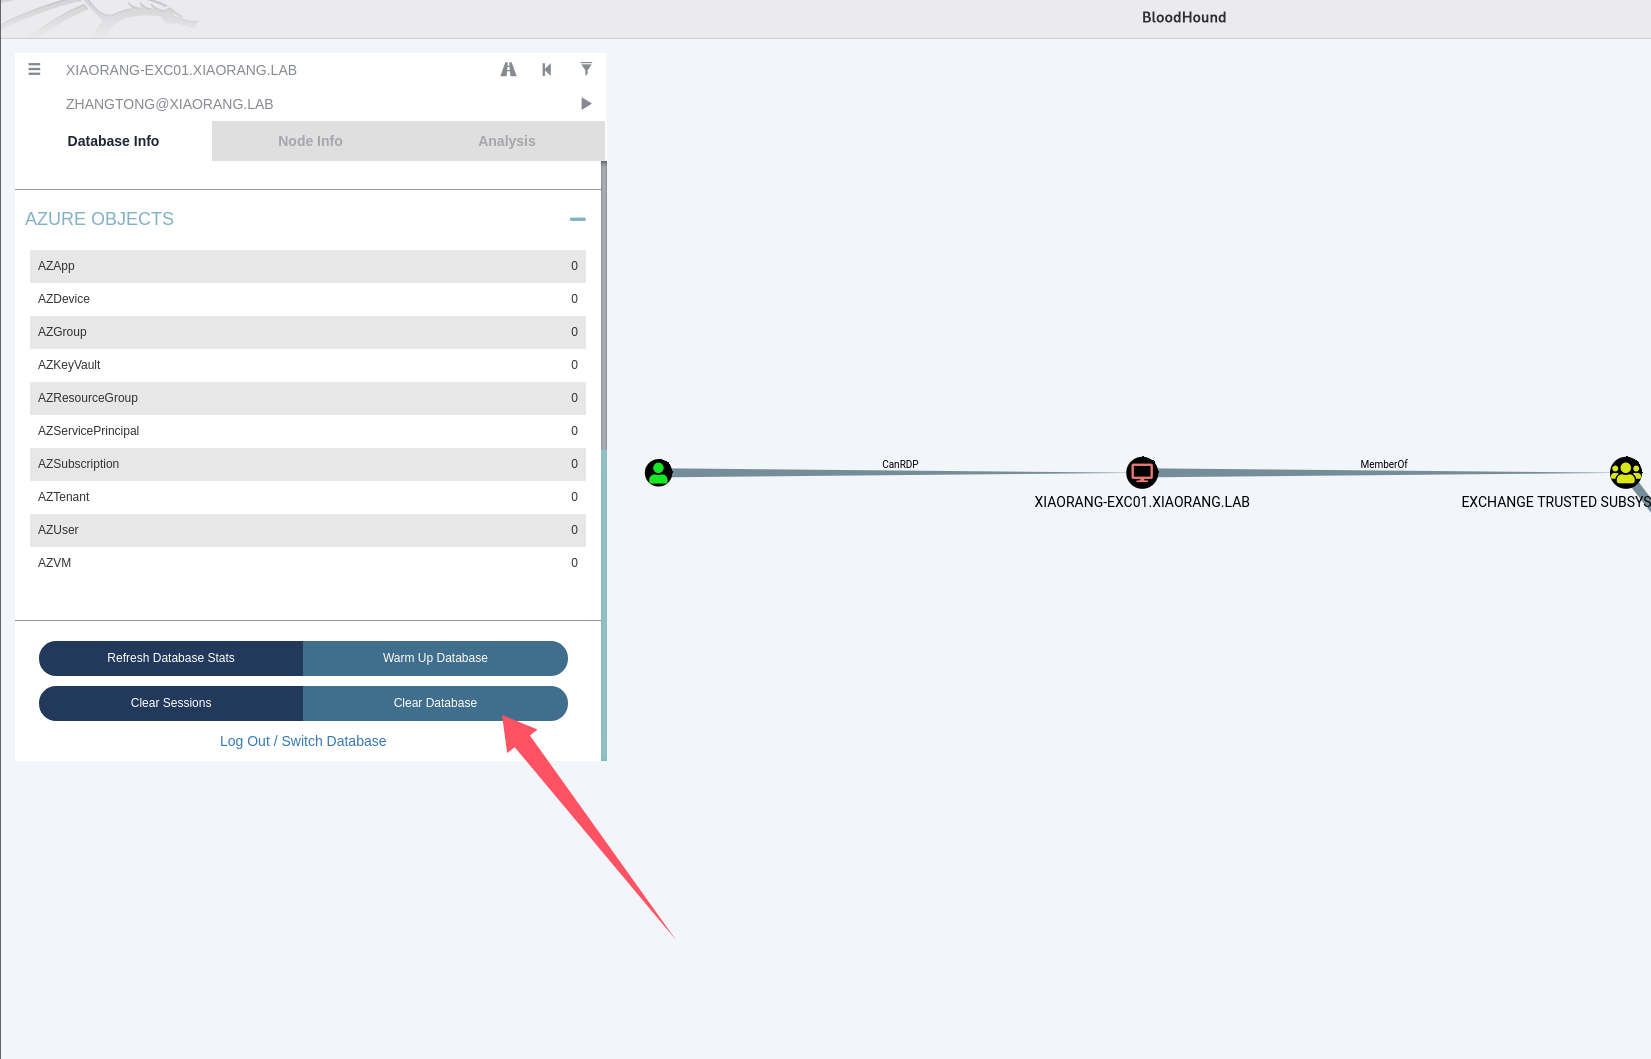 BloodHound
XIAORANG-EXC01.XIAORANG.LAB
ZHANGTONG@XIAORANG.LAB
Database Info Node Info Analysis
AZURE OBJECTS
AZApp 0
AZDevice 0
AZGroup 0
AZKeyVault 0
AZResourceGroup 0
AZServicePrincipal 0
AZSubscription 0
AZTenant 0
AZUser 0
AZVM 0
Refresh Database Stats Warm Up Database
Clear Sessions Clear Database
Log Out / Switch Database
CanRDP MemberOf
XIAORANG-EXC01.XIAORANG.LAB EXCHANGE TRUSTED SUBSYS